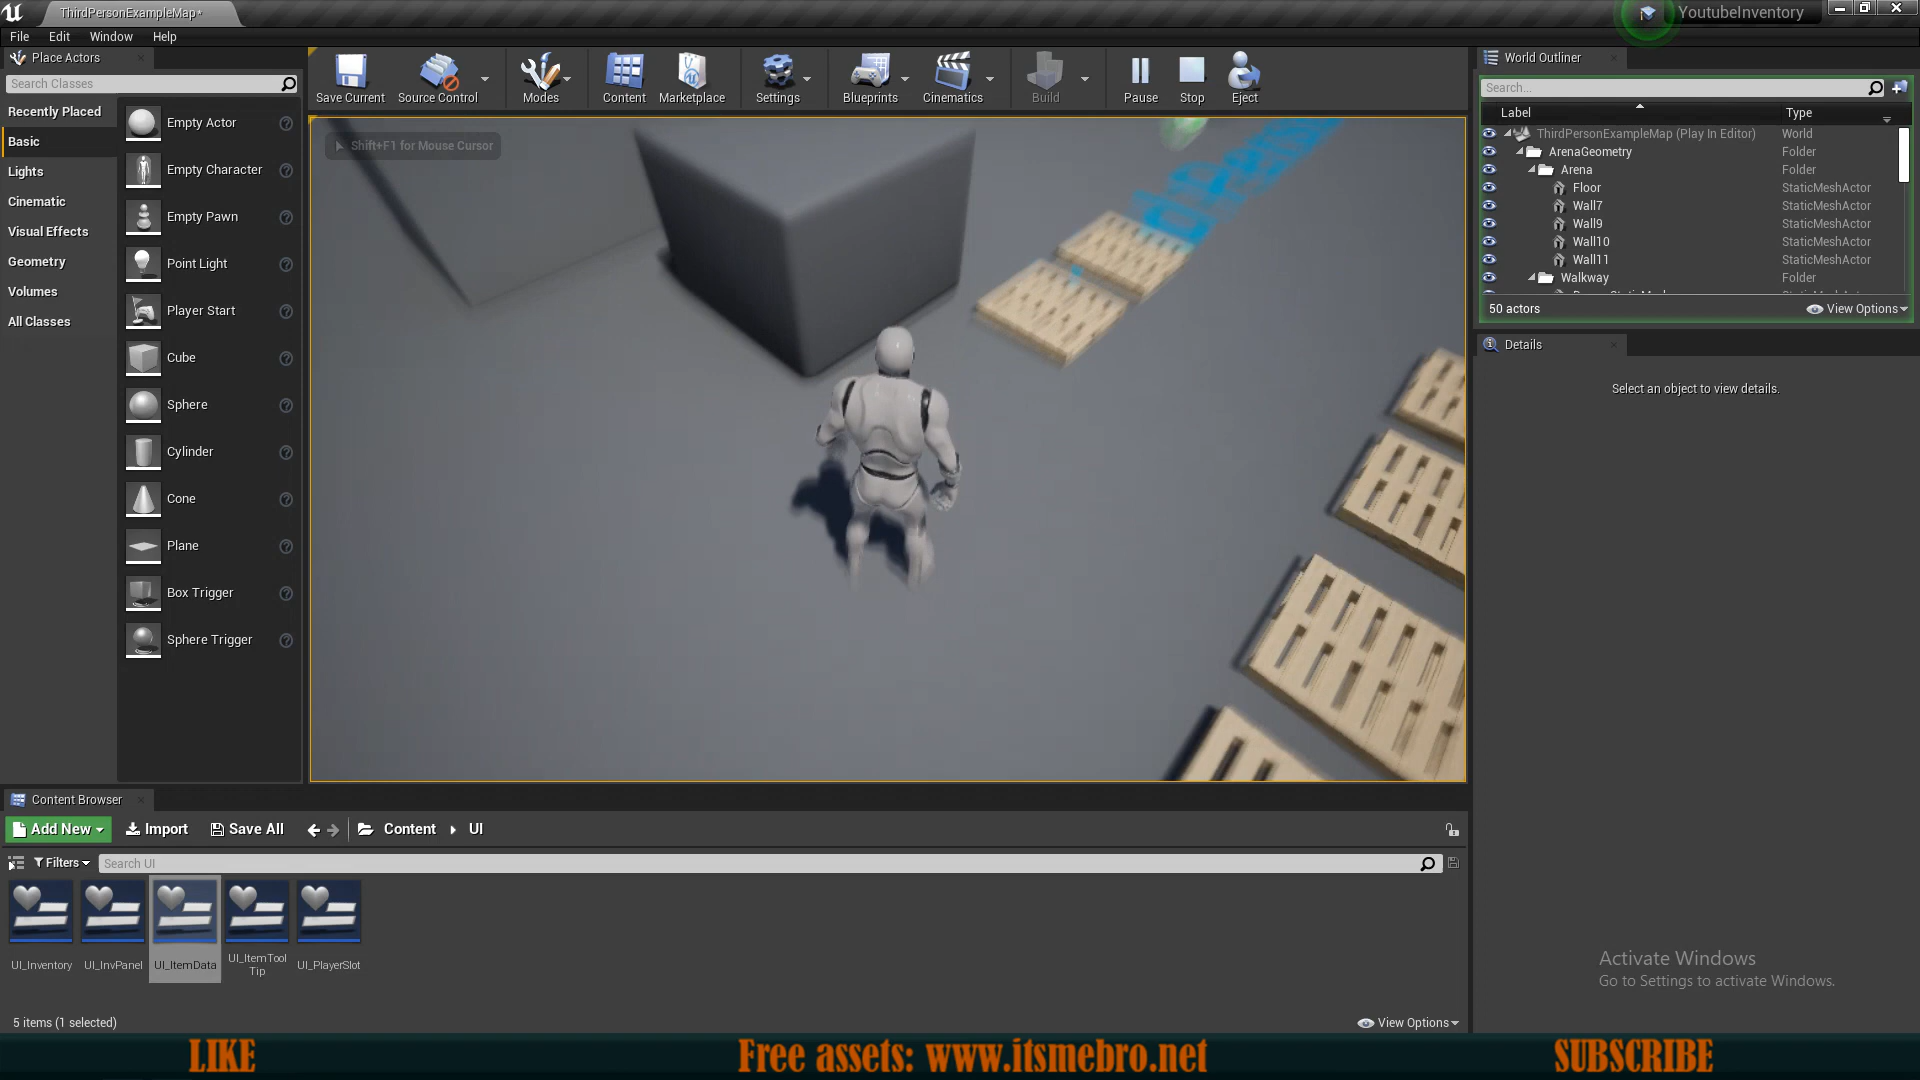 ThirdPersonExampleMap*
YoutubeInventory
File Edit Window Help
Place Actors
Search Classes
Recently Placed
Basic
Lights
Cinematic
Visual Effects
Geometry
Volumes
All Classes
Empty Actor
Empty Character
Empty Pawn
Point Light
Player Start
Cube
Sphere
Cylinder
Cone
Plane
Box Trigger
Sphere Trigger
Save Current Source Control Modes Content Marketplace Settings Blueprints Cinematics Build Pause Stop Eject
Shift+F1 for Mouse Cursor
World Outliner
Search...
Label Type
ThirdPersonExampleMap (Play In Editor) World
ArenaGeometry Folder
Arena Folder
Floor StaticMeshActor
Wall7 StaticMeshActor
Wall9 StaticMeshActor
Wall10 StaticMeshActor
Wall11 StaticMeshActor
Walkway Folder
50 actors View Options
Details
Select an object to view details.
Content Browser
Add New Import Save All Content UI
Filters Search UI
UI_Inventory UI_InvPanel UI_ItemData UI_ItemTool
Tip
UI_PlayerSlot
5 items (1 selected) View Options
Activate Windows
Go to Settings to activate Windows.
LIKE Free assets: www.itsmebro.net SUBSCRIBE